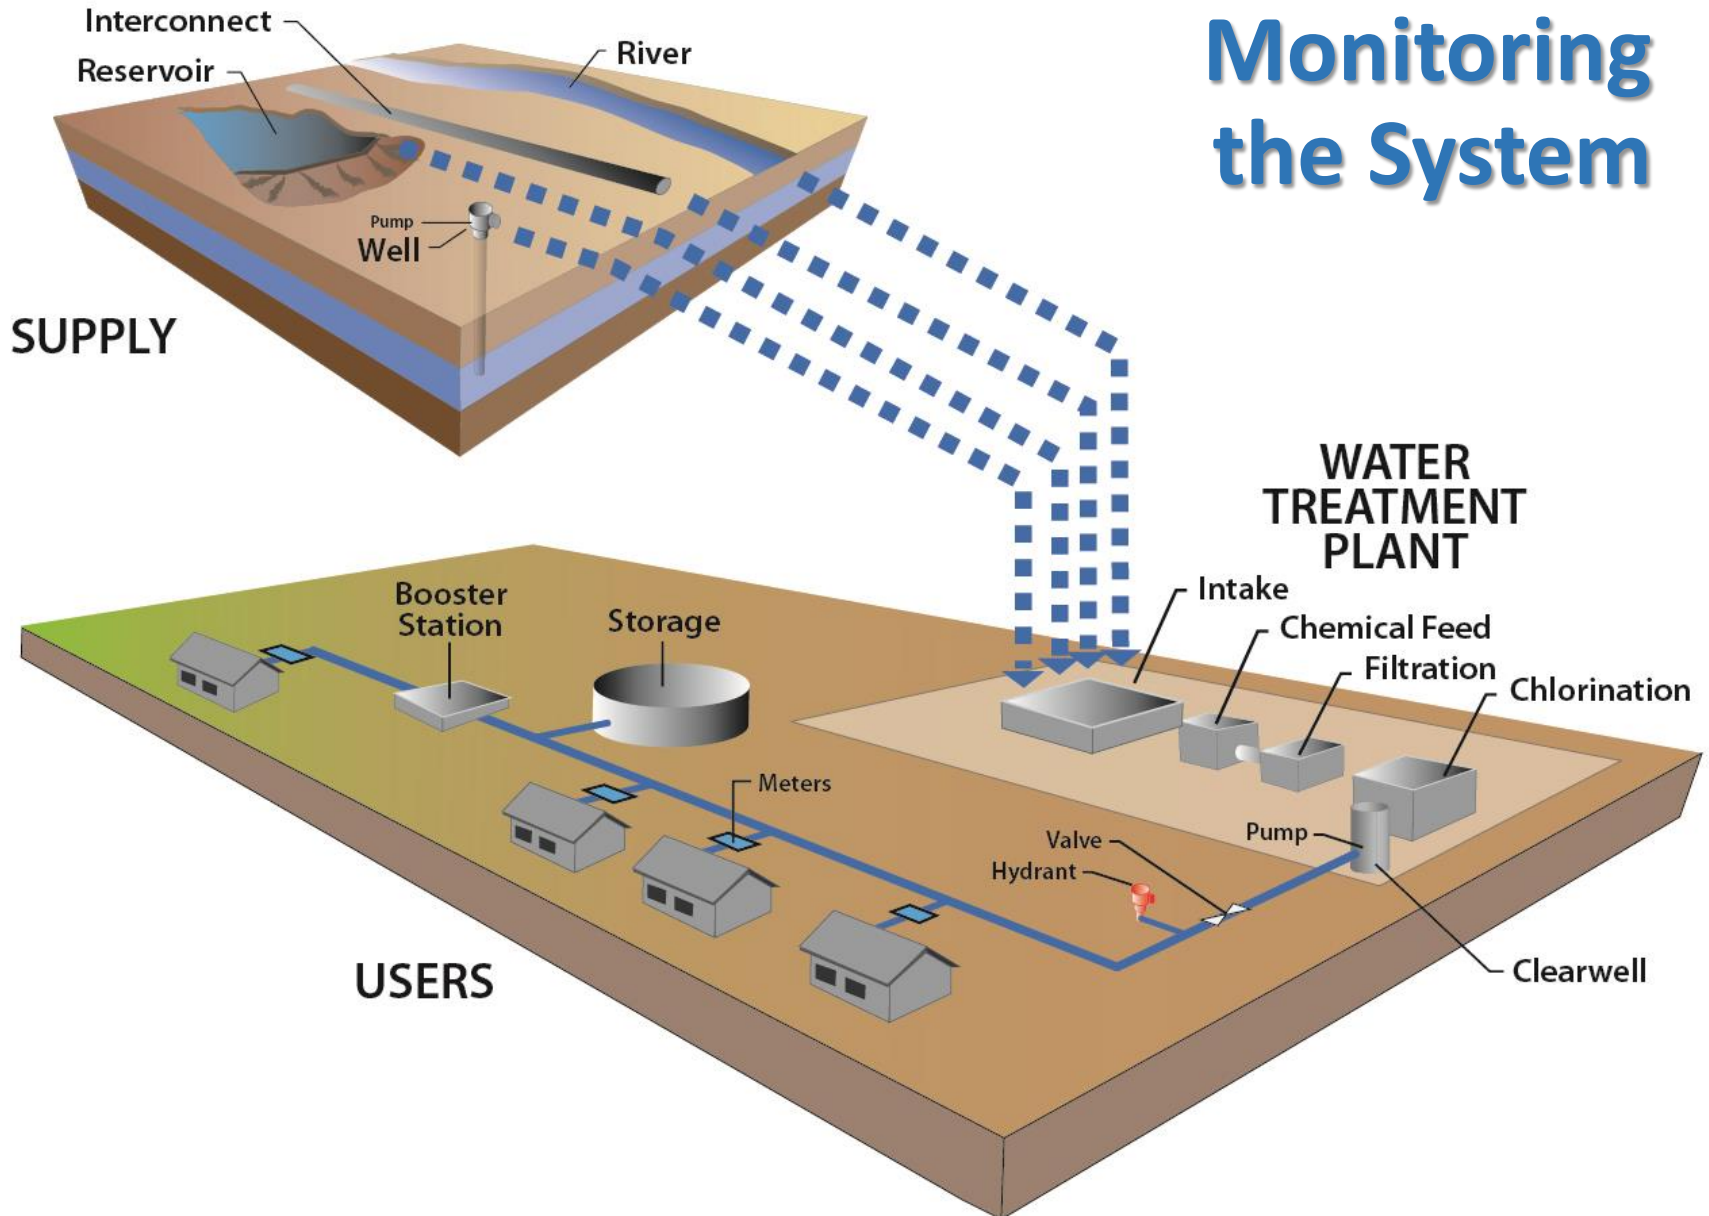 Monitoring
the System
Interconnect
Reservoir
River
Pump
Well
SUPPLY
WATER
TREATMENT
PLANT
Intake
Chemical Feed
Filtration
Chlorination
Booster
Station
Storage
Meters
Valve
Hydrant
Pump
Clearwell
USERS